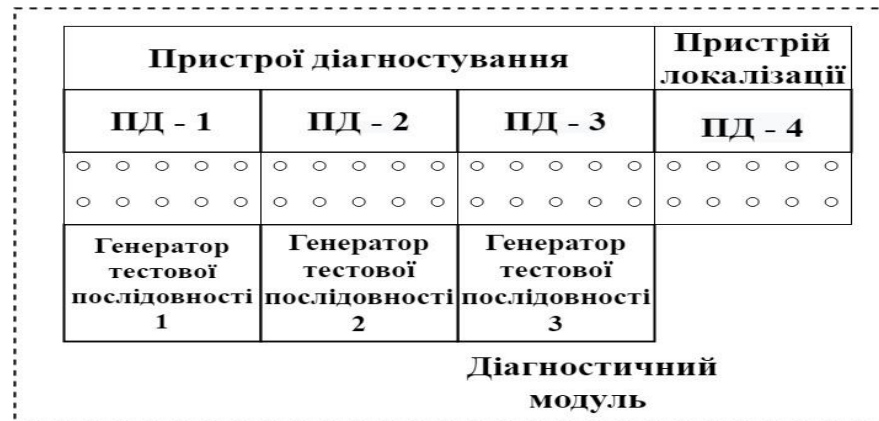 Пристрої діагностування
Пристрій
локалізації
ПД - 1
ПД - 2
ПД - 3
ПД - 4
Генератор
тестової
послідовності
1
Генератор
тестової
послідовності
2
Генератор
тестової
послідовності
3
Діагностичний
модуль